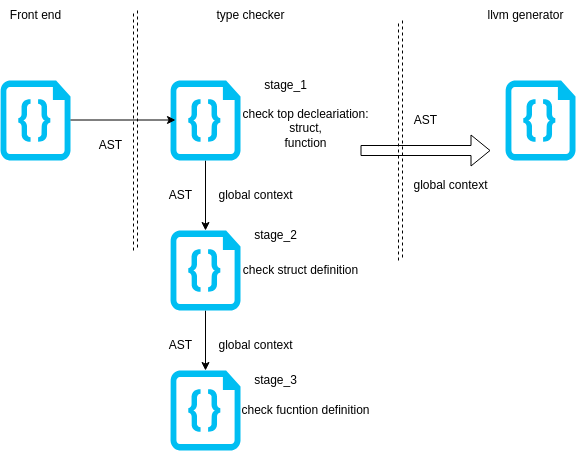 Front end
type checker
llvm generator
stage_1
check top decleariation:
struct,
function
AST
AST
global context
AST
global context
stage_2
check struct definition
AST
global context
stage_3
check fucntion definition